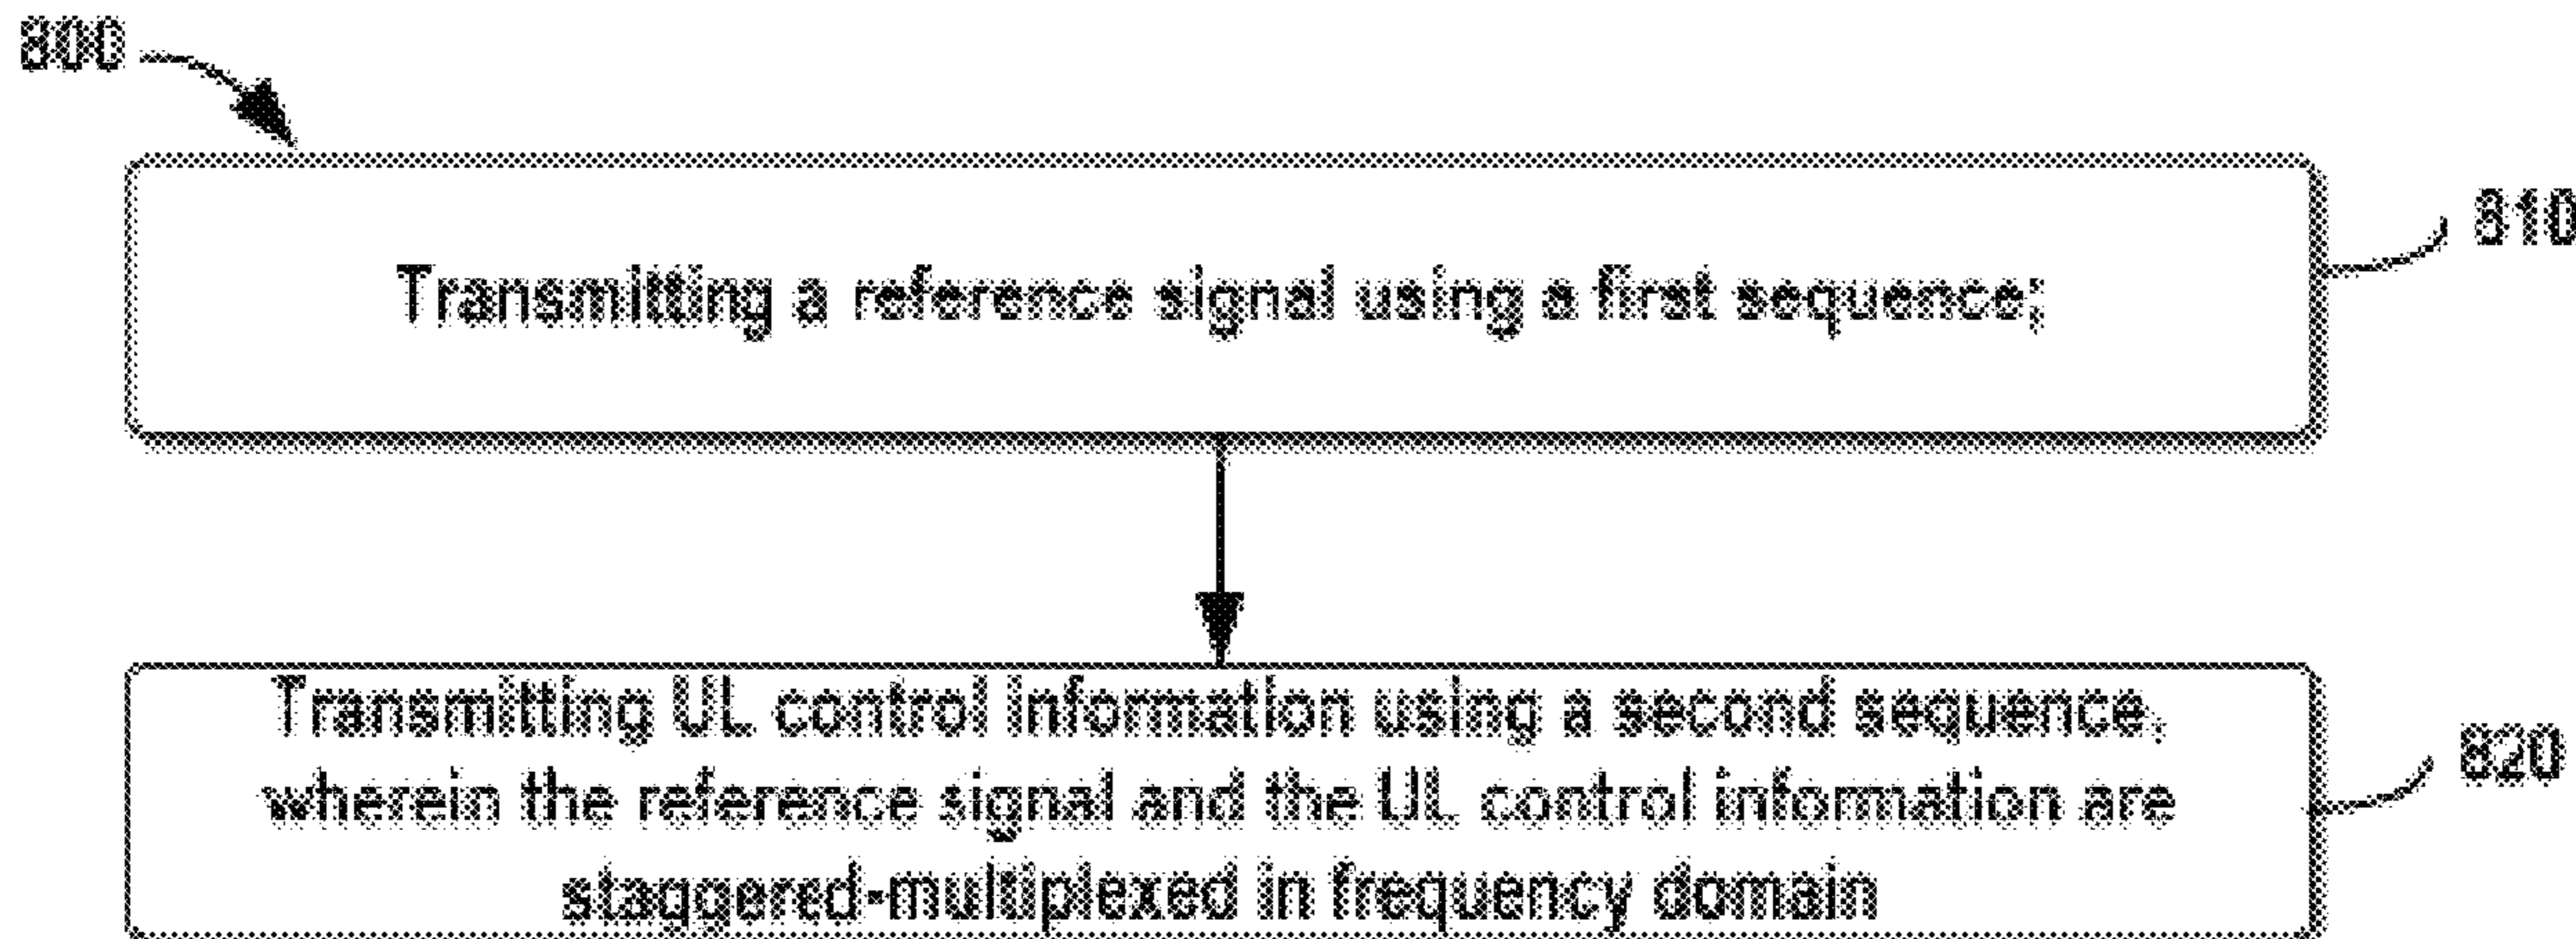 800
810
Transmitting a reference signal using a first sequence;
Transmitting UL control information using a second sequence,
wherein the reference signal and the UL control information are
staggered-multiplexed in frequency domain
820